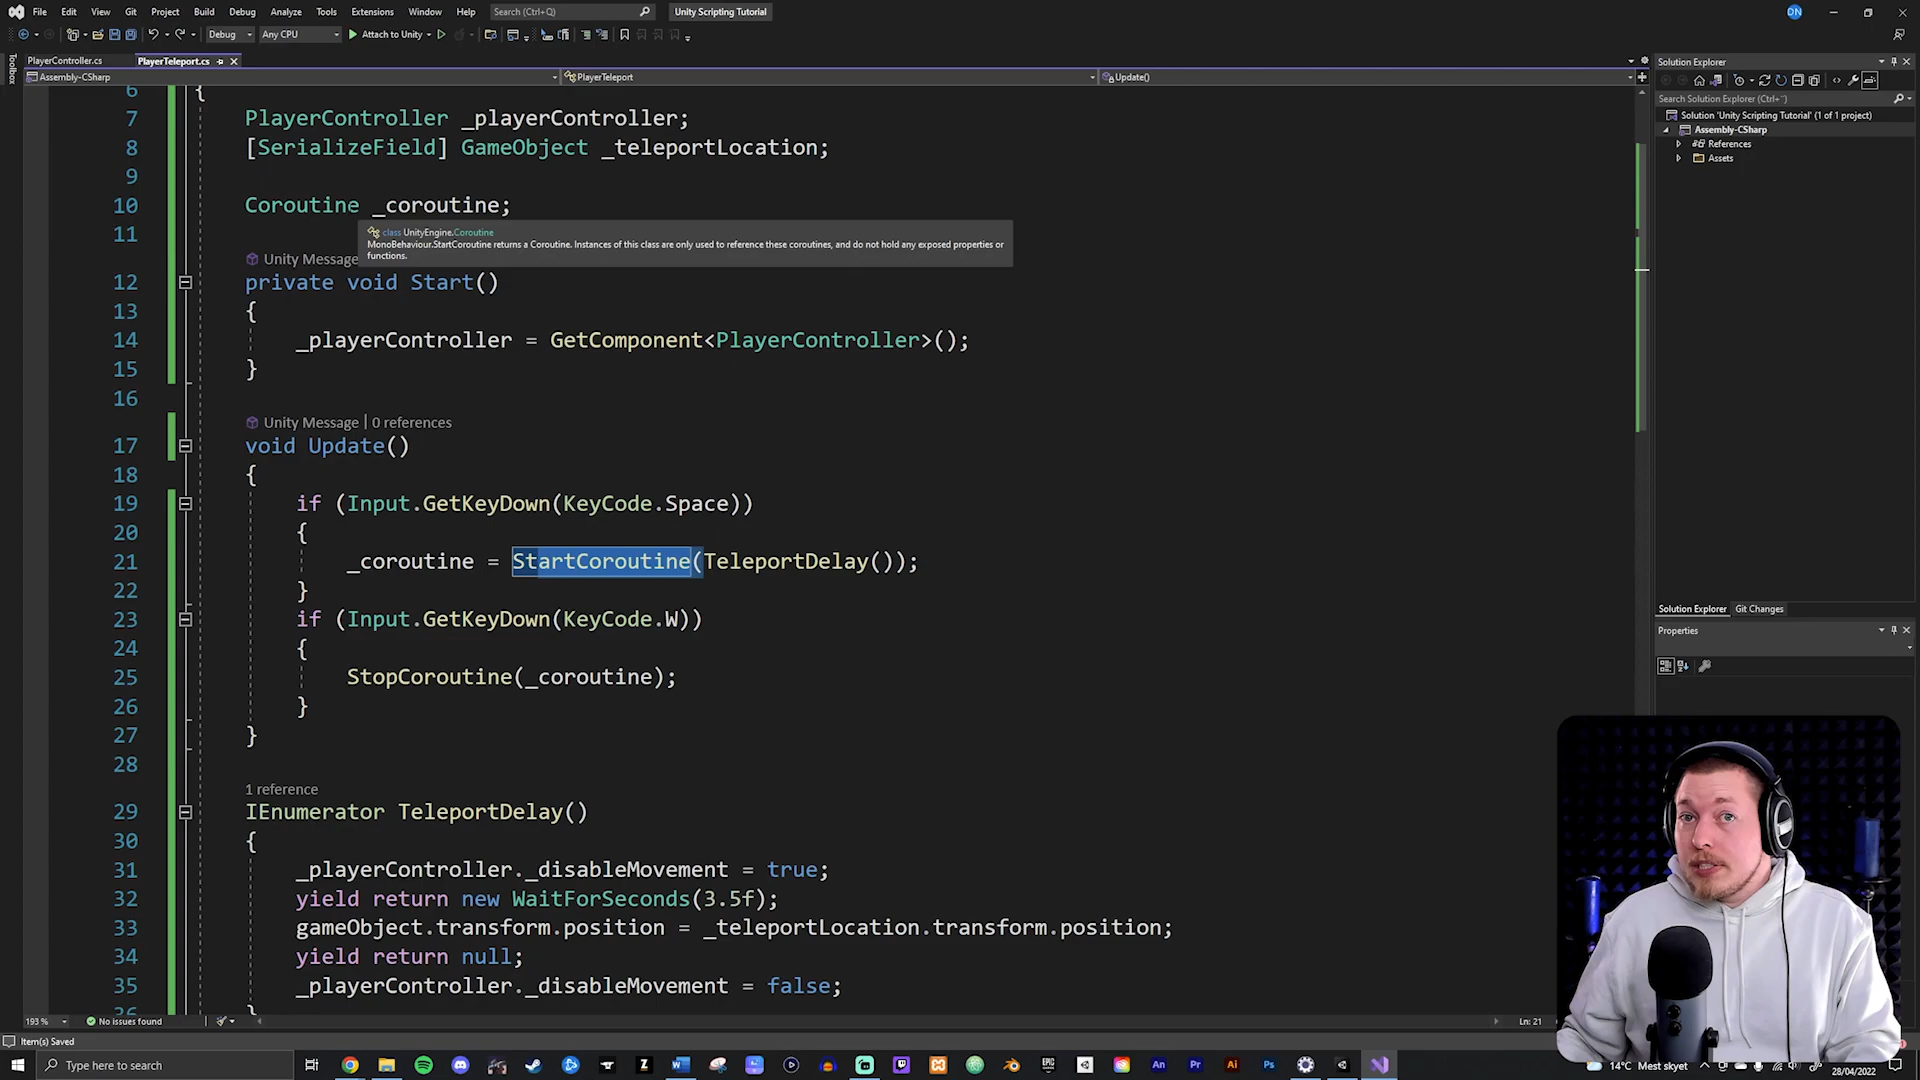 File Edit View Git Project Build Debug Analyze Tools Extensions Window Help Search (Ctrl+Q) Unity Scripting Tutorial DN
Debug Any CPU Attach to Unity
Toolbox
PlayerController.cs PlayerTeleport.cs
Assembly-CSharp PlayerTeleport Update()
6 {
7 PlayerController _playerController;
8 [SerializeField] GameObject _teleportLocation;
9
10 Coroutine _coroutine;
11
class UnityEngine.Coroutine
MonoBehaviour.StartCoroutine returns a Coroutine. Instances of this class are only used to reference these coroutines, and do not hold any exposed properties or
functions.
Unity Message
12 private void Start()
13 {
14 _playerController = GetComponent<PlayerController>();
15 }
16
Unity Message | 0 references
17 void Update()
18 {
19 if (Input.GetKeyDown(KeyCode.Space))
20 {
21 _coroutine = StartCoroutine(TeleportDelay());
22 }
23 if (Input.GetKeyDown(KeyCode.W))
24 {
25 StopCoroutine(_coroutine);
26 }
27 }
28
1 reference
29 IEnumerator TeleportDelay()
30 {
31 _playerController._disableMovement = true;
32 yield return new WaitForSeconds(3.5f);
33 gameObject.transform.position = _teleportLocation.transform.position;
34 yield return null;
35 _playerController._disableMovement = false;
36 }
193 % No issues found Ln: 21
Item(s) Saved
Solution Explorer
Search Solution Explorer (Ctrl+¨)
Solution 'Unity Scripting Tutorial' (1 of 1 project)
Assembly-CSharp
References
Assets
Solution Explorer Git Changes
Properties
Type here to search
14°C Mest skyet
28/04/2022